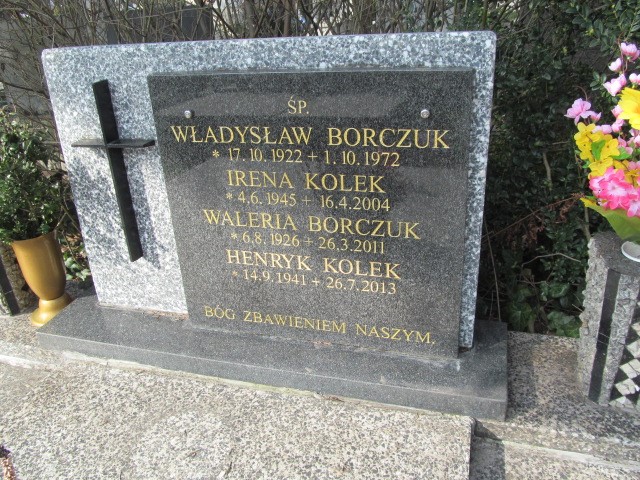 ŚP.
WŁADYSŁAW BORCZUK
* 17.10.1922 + 1.10.1972
IRENA KOLEK
* 4.6.1945 + 16.4.2004
WALERIA BORCZUK
* 6.8.1926 + 26.3.2011
HENRYK KOLEK
* 14.9.1941 + 26.7.2013
BÓG ZBAWIENIEM NASZYM.